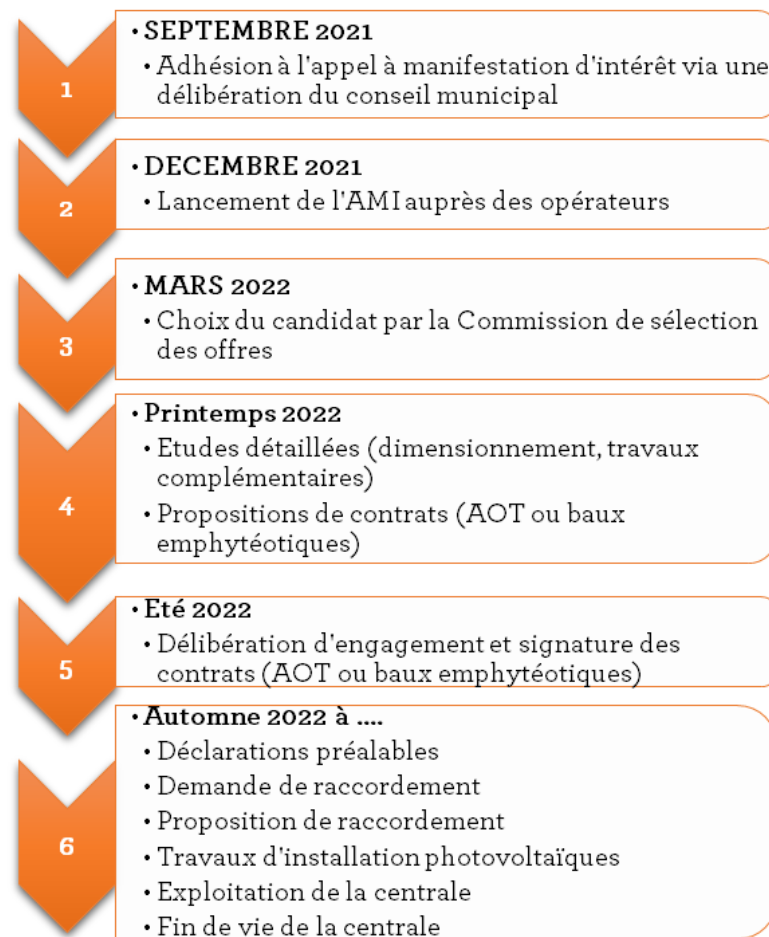 1
• SEPTEMBRE 2021
• Adhésion à l'appel à manifestation d'intérêt via une
délibération du conseil municipal
2
• DECEMBRE 2021
• Lancement de l'AMI auprès des opérateurs
3
• MARS 2022
• Choix du candidat par la Commission de sélection
des offres
4
• Printemps 2022
• Etudes détaillées (dimensionnement, travaux
complémentaires)
• Propositions de contrats (AOT ou baux
emphytéotiques)
5
• Eté 2022
• Délibération d'engagement et signature des
contrats (AOT ou baux emphytéotiques)
6
• Automne 2022 à ....
• Déclarations préalables
• Demande de raccordement
• Proposition de raccordement
• Travaux d'installation photovoltaïques
• Exploitation de la centrale
• Fin de vie de la centrale